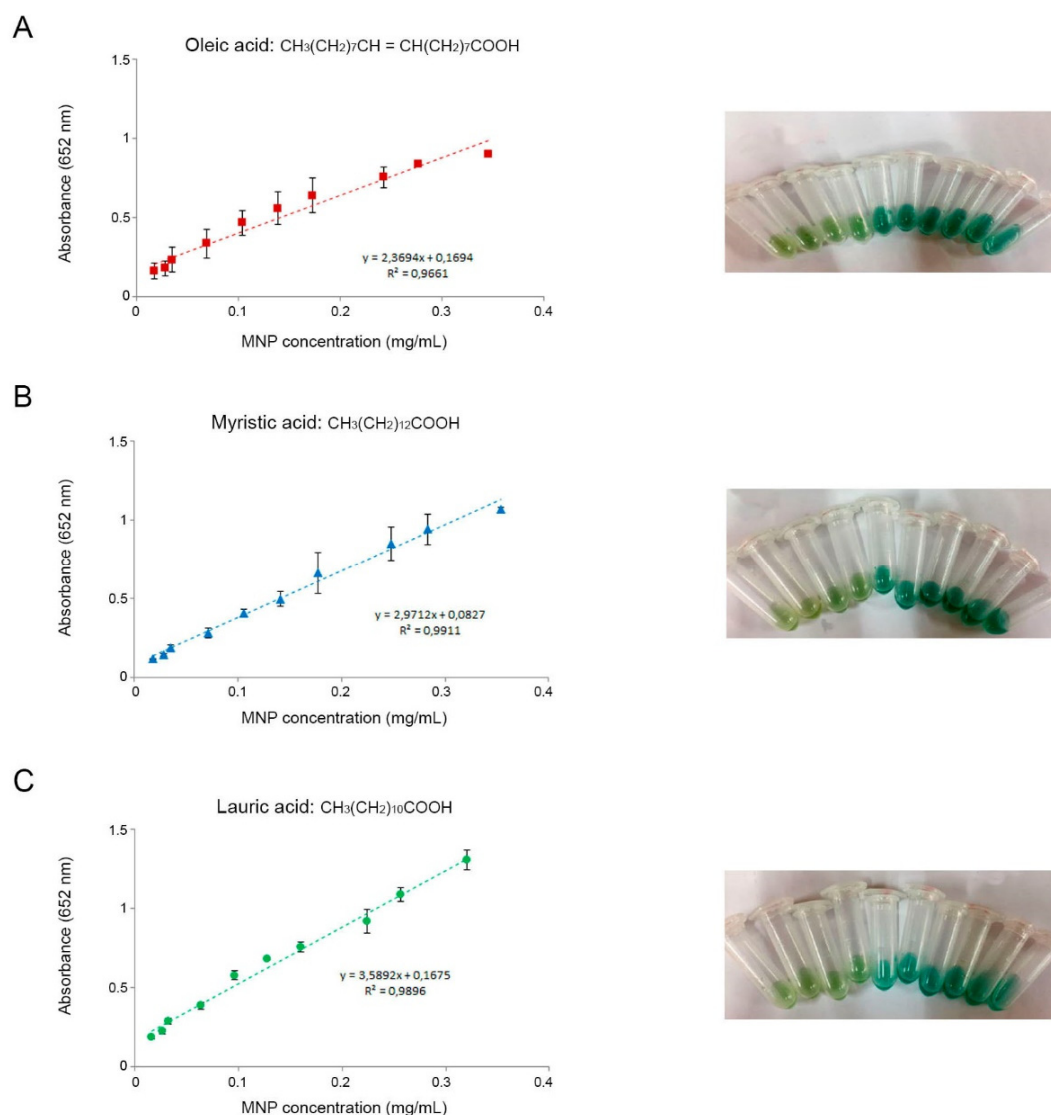 A
Oleic acid: CH3(CH2)7CH = CH(CH2)7COOH
1.5
1
0.5
0
Absorbance (652 nm)
y = 2,3694x + 0,1694
R² = 0,9661
0 0.1 0.2 0.3 0.4
MNP concentration (mg/mL)
B
Myristic acid: CH3(CH2)12COOH
1.5
1
0.5
0
Absorbance (652 nm)
y = 2,9712x + 0,0827
R² = 0,9911
0 0.1 0.2 0.3 0.4
MNP concentration (mg/mL)
C
Lauric acid: CH3(CH2)10COOH
1.5
1
0.5
0
Absorbance (652 nm)
y = 3,5892x + 0,1675
R² = 0,9896
0 0.1 0.2 0.3 0.4
MNP concentration (mg/mL)